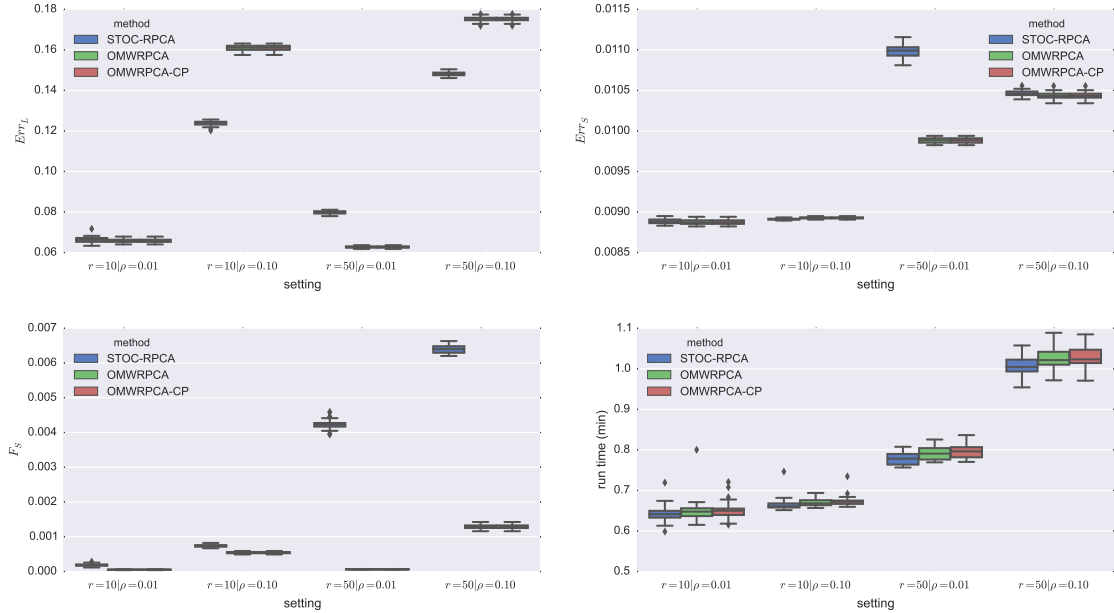 0.18
0.16
0.14
0.12
0.10
0.08
0.06
Err_L
method
STOC-RPCA
OMWRPCA
OMWRPCA-CP
r=10|ρ=0.01
r=10|ρ=0.10
r=50|ρ=0.01
r=50|ρ=0.10
setting
0.0115
0.0110
0.0105
0.0100
0.0095
0.0090
0.0085
Err_S
method
STOC-RPCA
OMWRPCA
OMWRPCA-CP
r=10|ρ=0.01
r=10|ρ=0.10
r=50|ρ=0.01
r=50|ρ=0.10
setting
0.007
0.006
0.005
0.004
0.003
0.002
0.001
0.000
F_S
method
STOC-RPCA
OMWRPCA
OMWRPCA-CP
r=10|ρ=0.01
r=10|ρ=0.10
r=50|ρ=0.01
r=50|ρ=0.10
setting
1.1
1.0
0.9
0.8
0.7
0.6
0.5
run time (min)
method
STOC-RPCA
OMWRPCA
OMWRPCA-CP
r=10|ρ=0.01
r=10|ρ=0.10
r=50|ρ=0.01
r=50|ρ=0.10
setting